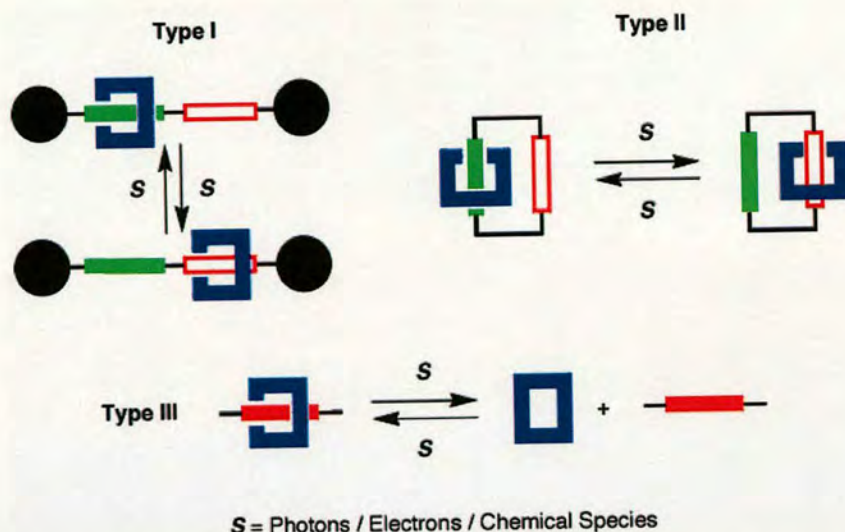 Type I
Type II
S S
S
S
Type III
S
S
+
S = Photons / Electrons / Chemical Species